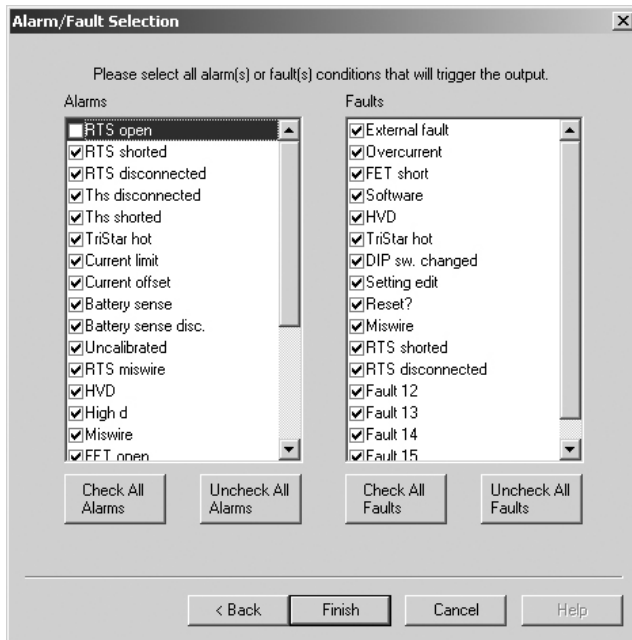 Alarm/Fault Selection
Please select all alarm(s) or fault(s) conditions that will trigger the output.
Alarms
RTS open
RTS shorted
RTS disconnected
Ths disconnected
Ths shorted
TriStar hot
Current limit
Current offset
Battery sense
Battery sense disc.
Uncalibrated
RTS miswire
HVD
High d
Miswire
FET open
Check All
Alarms
Uncheck All
Alarms
Faults
External fault
Overcurrent
FET short
Software
HVD
TriStar hot
DIP sw. changed
Setting edit
Reset?
Miswire
RTS shorted
RTS disconnected
Fault 12
Fault 13
Fault 14
Fault 15
Check All
Faults
Uncheck All
Faults
< Back
Finish
Cancel
Help